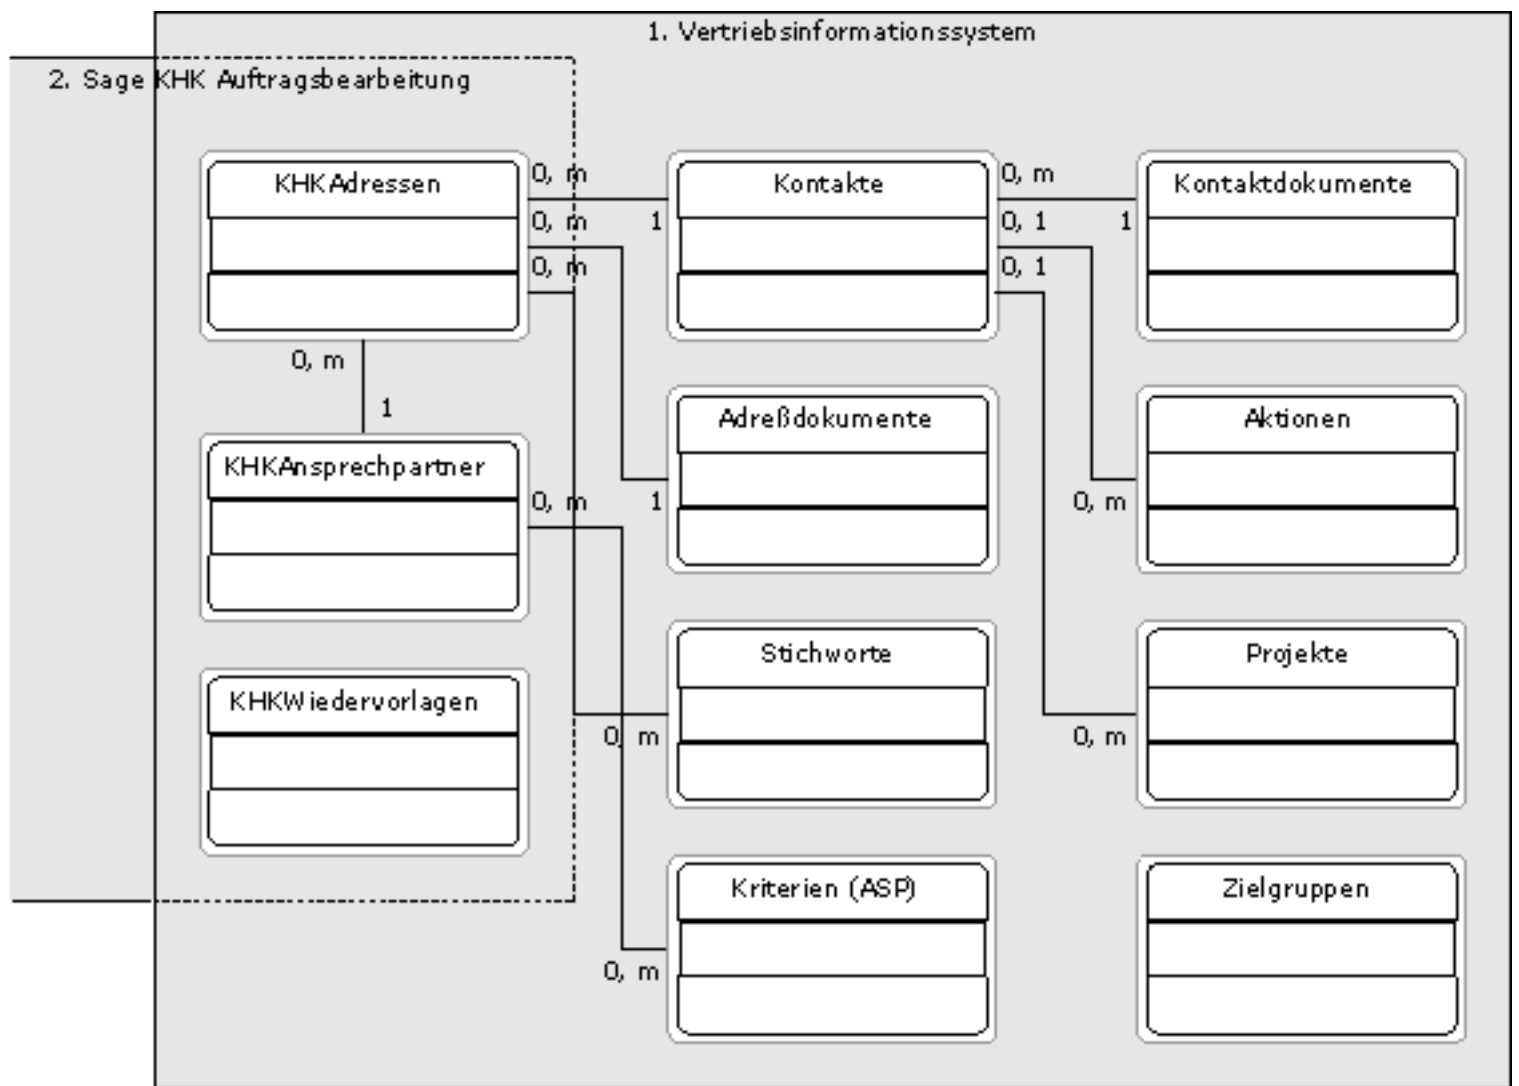 1. Vertriebsinformationssystem
2. Sage KHK Auftragsbearbeitung
KHKAdressen
0, m
Kontakte
0, m
Kontaktdokumente
0, m
1
0, 1
1
0, m
0, 1
0, m
1
Adreßdokumente
Aktionen
KHKAnsprechpartner
0, m
1
0, m
Stichworte
Projekte
KHKWiedervorlagen
0, m
0, m
Kriterien (ASP)
Zielgruppen
0, m